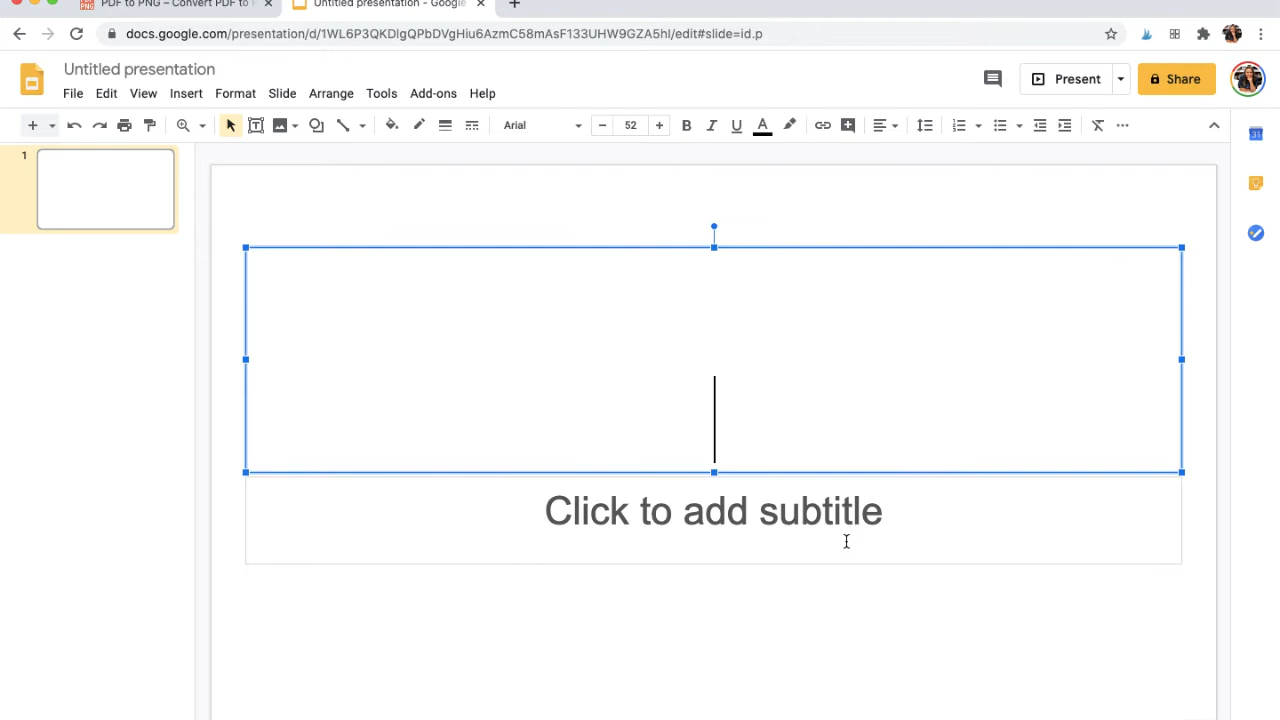 PDF to PNG – Convert PDF to
Untitled presentation - Google
docs.google.com/presentation/d/1WL6P3QKDlgQPbDVgHiu6AzmC58mAsF133UHW9GZA5hI/edit#slide=id.p
Untitled presentation
File Edit View Insert Format Slide Arrange Tools Add-ons Help
Present
Share
Arial
52
1
Click to add subtitle